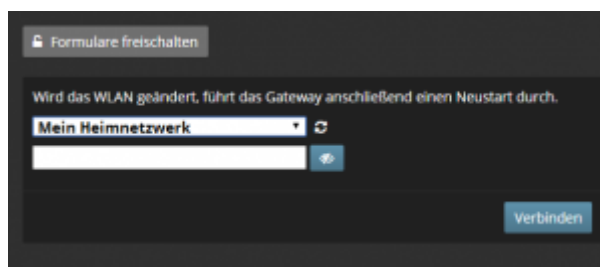 Formulare freischalten
Wird das WLAN geändert, führt das Gateway anschließend einen Neustart durch.
Mein Heimnetzwerk
Verbinden